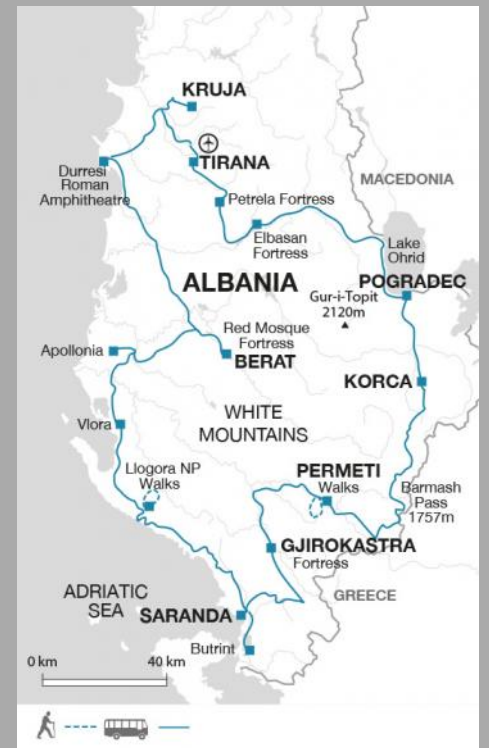 KRUJA
TIRANA
Durresi
Roman
Amphitheatre
MACEDONIA
Petrela Fortress
Elbasan
Fortress
Lake
Ohrid
ALBANIA
POGRADEC
Gur-i-Topit
2120m
Red Mosque
Fortress
Apollonia
BERAT
KORCA
Vlora
WHITE
MOUNTAINS
Llogora NP
Walks
PERMETI
Walks
Barmash
Pass
1757m
GJIROKASTRA
Fortress
ADRIATIC
SEA
GREECE
SARANDA
Butrint
0 km
40 km